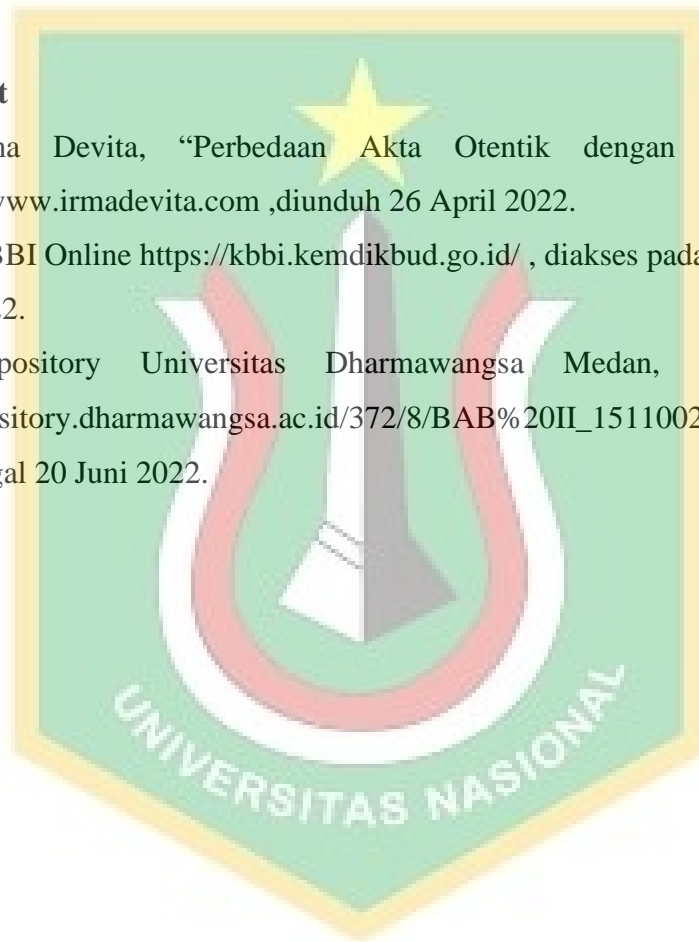 t
na Devita, “Perbedaan Akta Otentik dengan
www.irmadevita.com ,diunduh 26 April 2022.
BBI Online https://kbbi.kemdikbud.go.id/ , diakses pada
22.
pository Universitas Dharmawangsa Medan,
sitory.dharmawangsa.ac.id/372/8/BAB%20II_1511002
gal 20 Juni 2022.
UNIVERSITAS NASIONAL